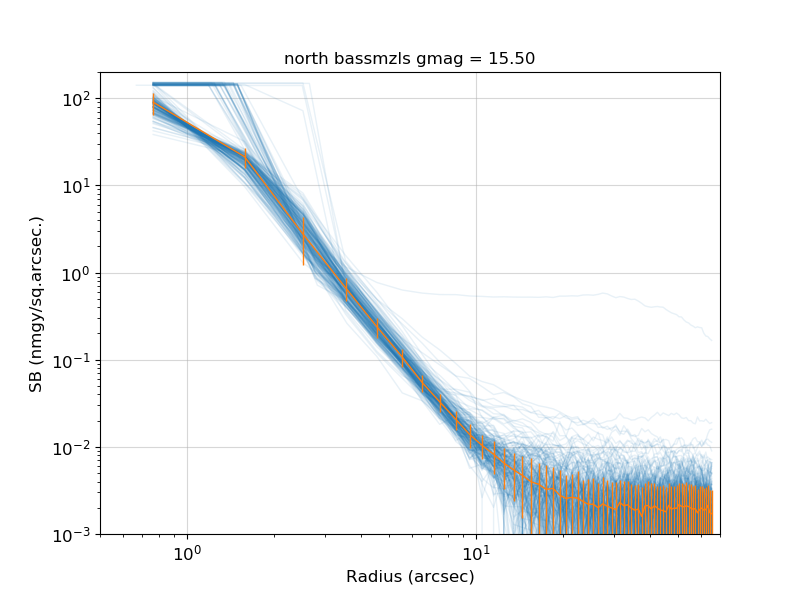 north bassmzls gmag = 15.50
SB (nmgy/sq.arcsec.)
10²
10¹
10⁰
10⁻¹
10⁻²
10⁻³
10⁰ 10¹
Radius (arcsec)